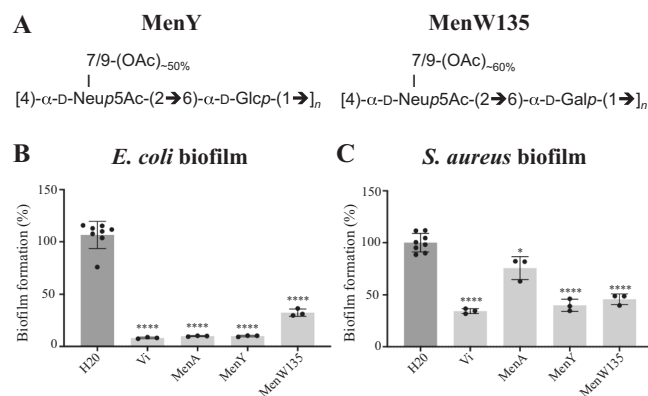 A
MenY
MenW135
7/9-(OAc)~50%
7/9-(OAc)~60%
[4)-α-D-Neup5Ac-(2➔6)-α-D-Glcp-(1➔]n
[4)-α-D-Neup5Ac-(2➔6)-α-D-Galp-(1➔]n
B
E. coli biofilm
Biofilm formation (%)
150
100
50
0
****
****
****
****
H20
Vi
MenA
MenY
MenW135
C
S. aureus biofilm
Biofilm formation (%)
150
100
50
0
****
*
****
****
H20
Vi
MenA
MenY
MenW135